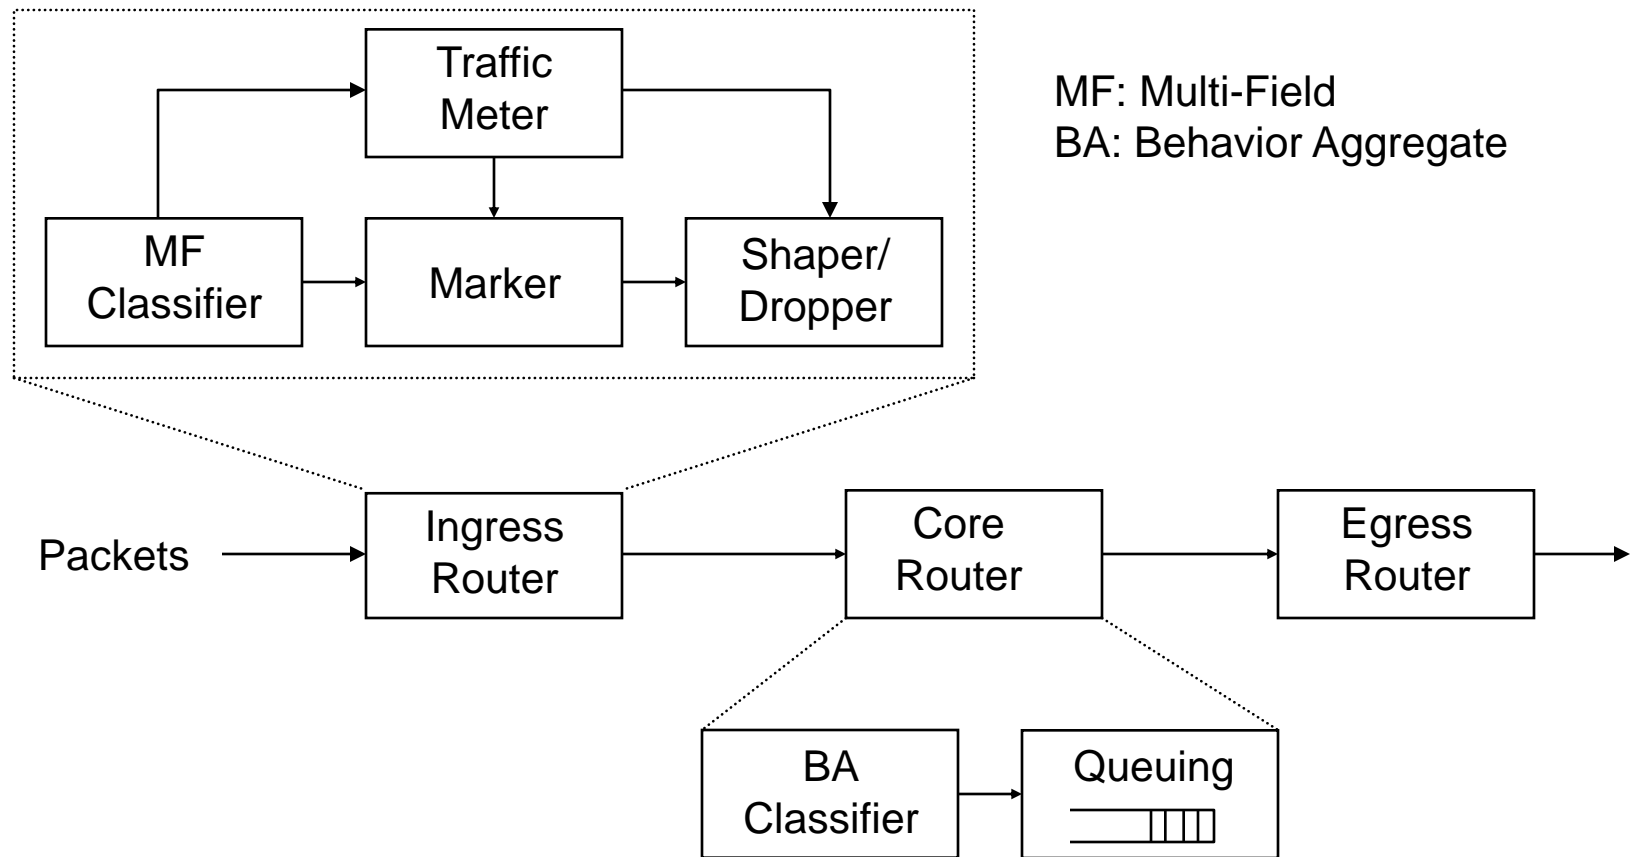 Traffic
Meter
MF: Multi-Field
BA: Behavior Aggregate
MF
Classifier
Marker
Shaper/
Dropper
Packets
Ingress
Router
Core
Router
Egress
Router
BA
Classifier
Queuing